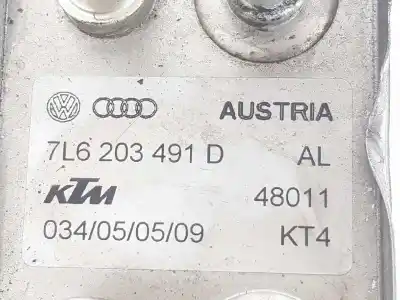 AUSTRIA
7L6 203 491 D AL
KTM 48011
034/05/05/09 KT4